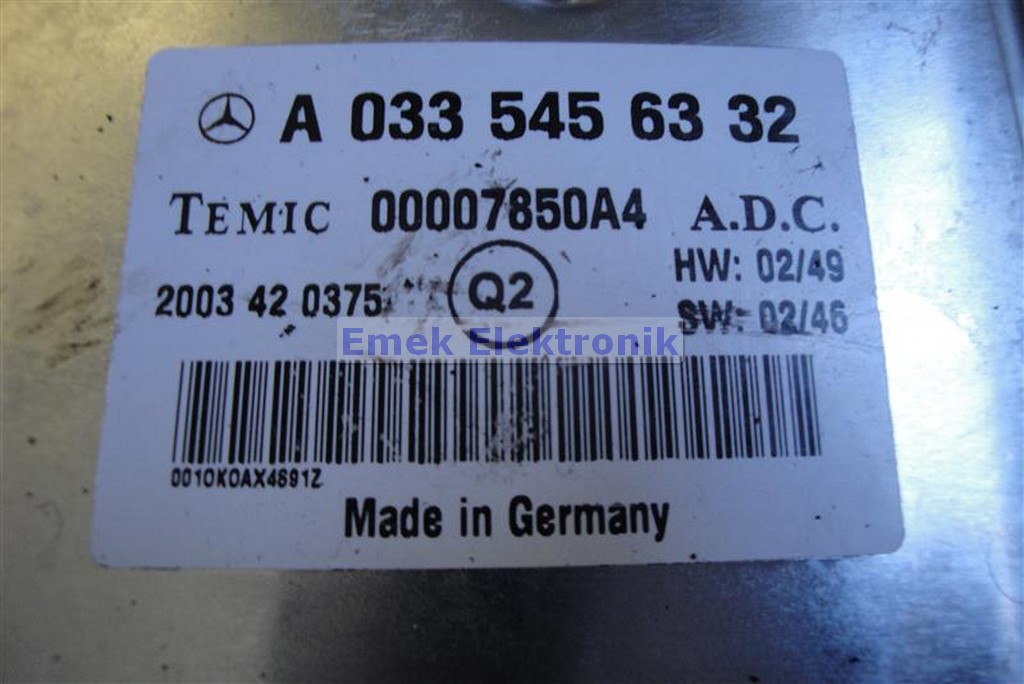 A 033 545 63 32
TEMIC 00007850A4 A.D.C.
HW: 02/49
2003 42 0375 Q2
SW: 02/46
Emek Elektronik
0010K0AX4691Z
Made in Germany